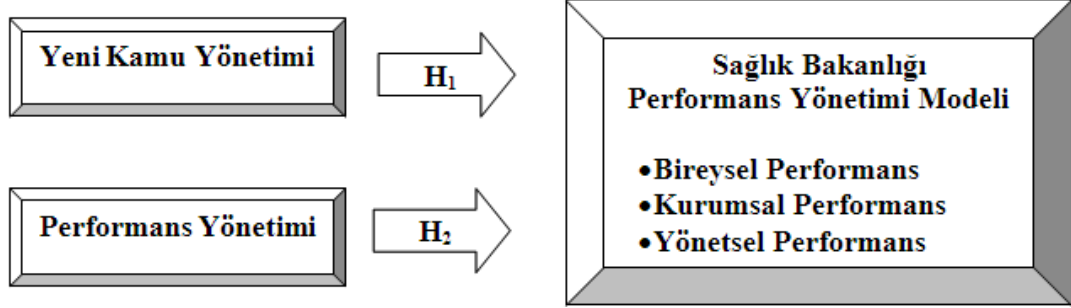 Yeni Kamu Yönetimi
H₁
Performans Yönetimi
H₂
Sağlık Bakanlığı
Performans Yönetimi Modeli
•Bireysel Performans
•Kurumsal Performans
•Yönetsel Performans